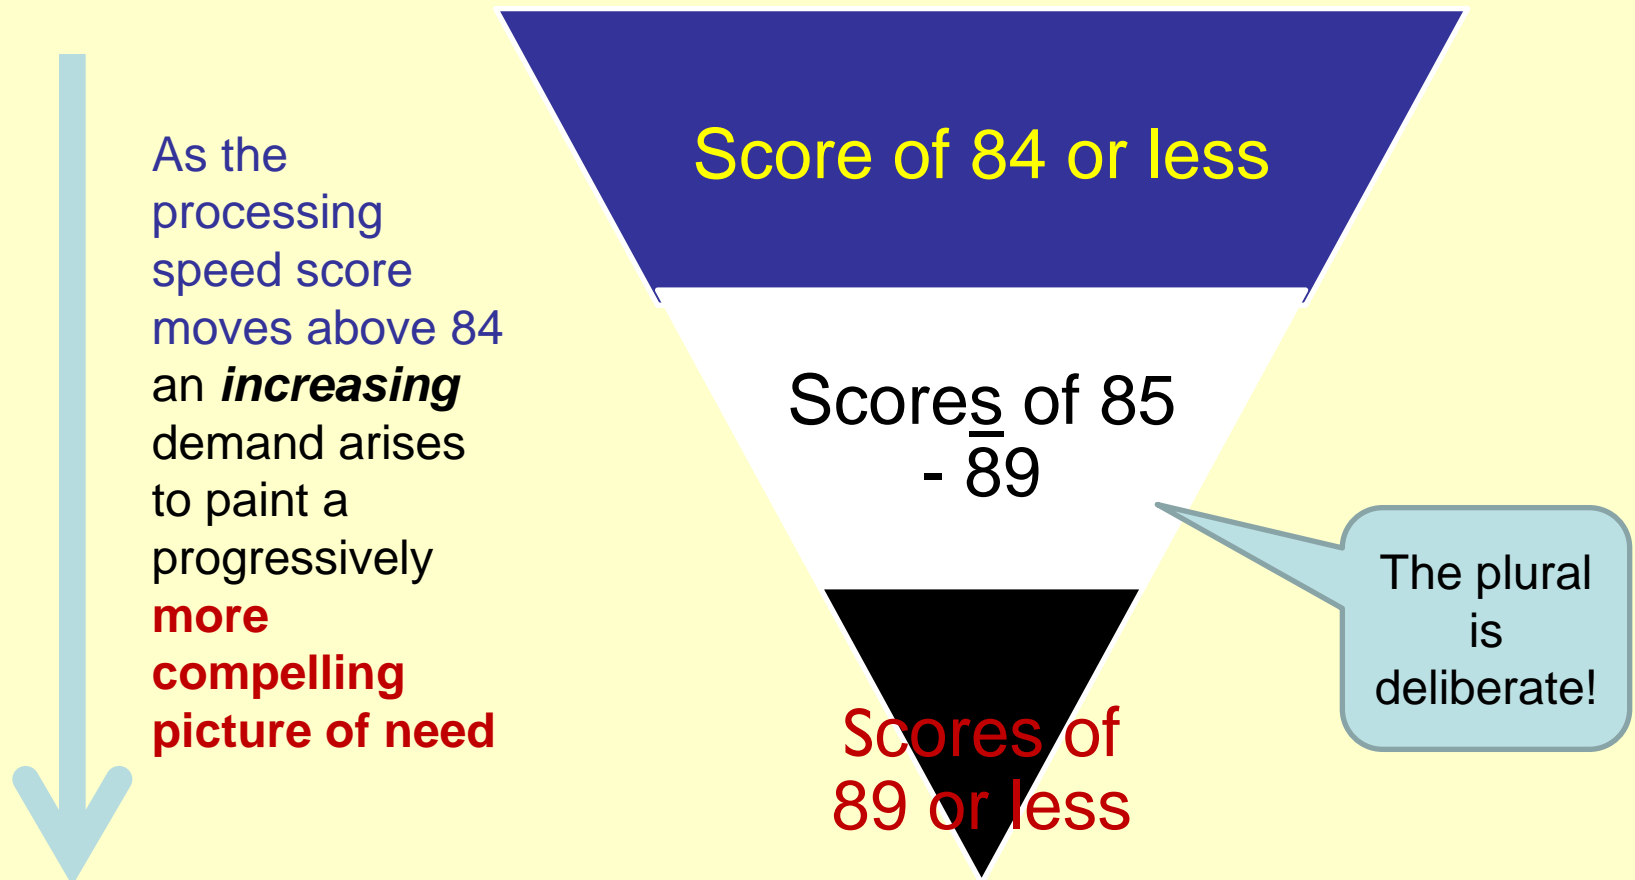 As the
processing
speed score
moves above 84
an increasing
demand arises
to paint a
progressively
more
compelling
picture of need
Score of 84 or less
Scores of 85
- 89
Scores of
89 or less
The plural
is
deliberate!